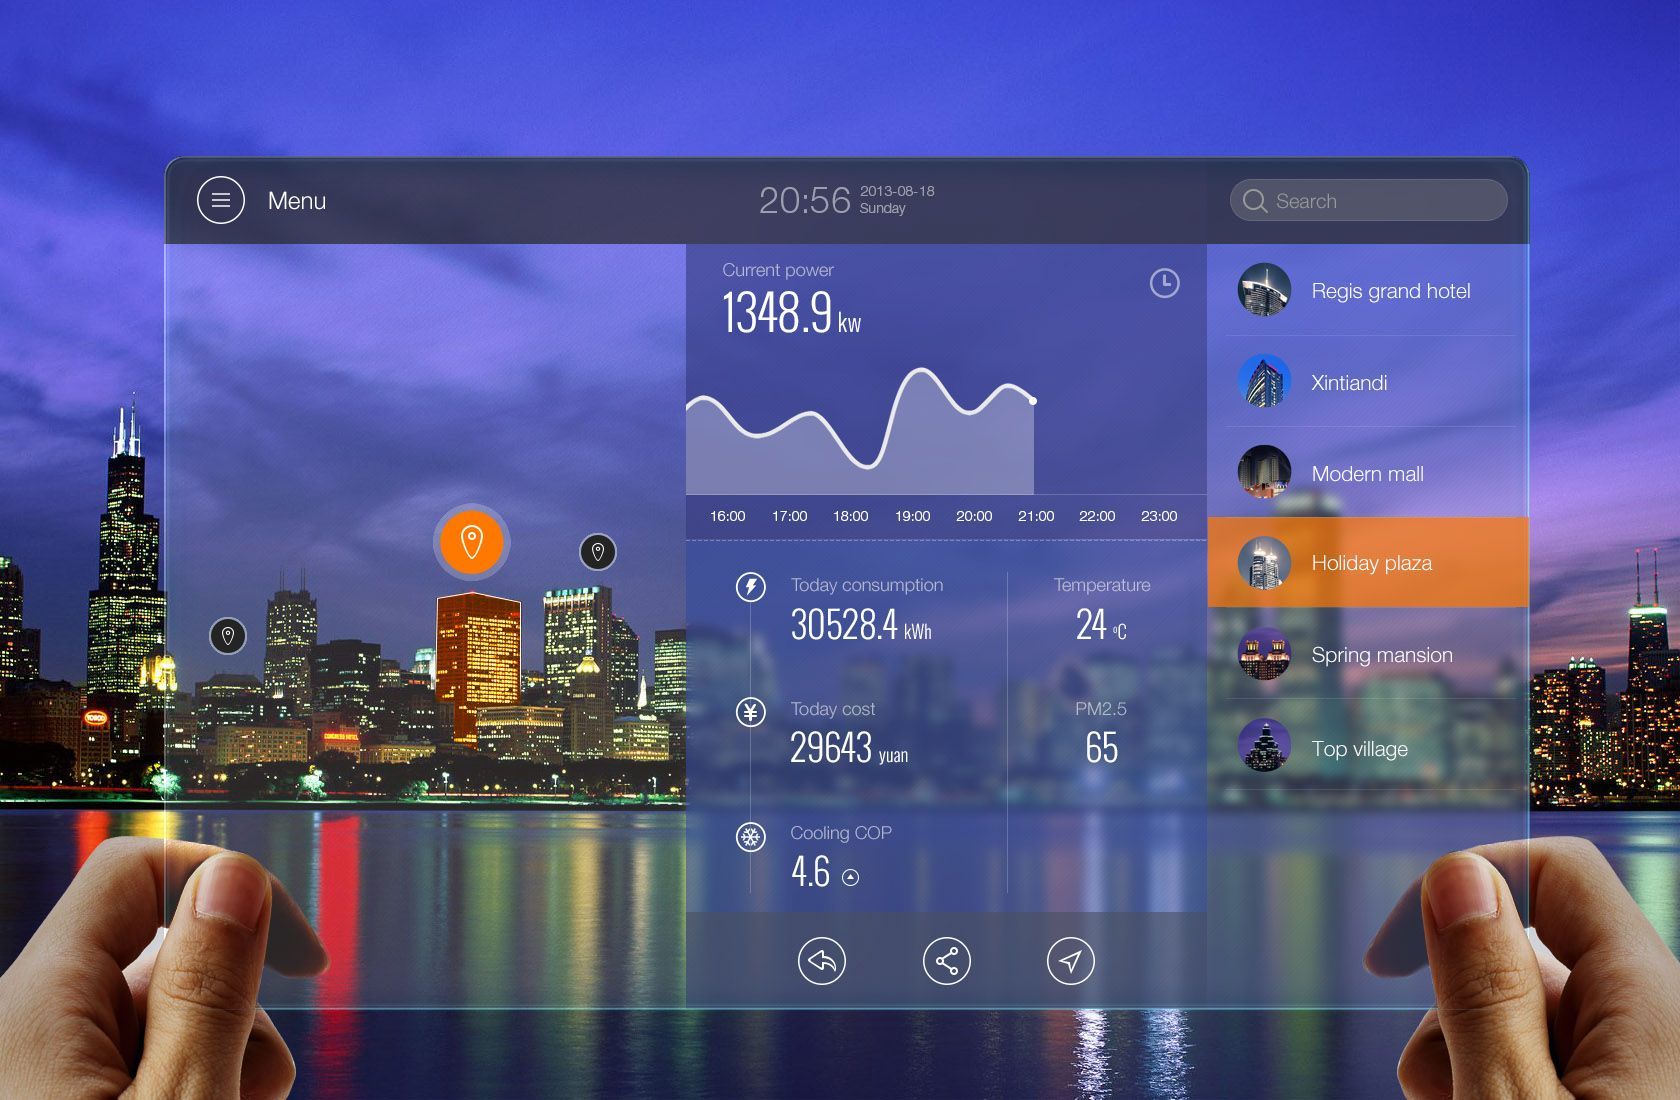 Menu
20:56
2013-08-18
Sunday
Search
Current power
1348.9 kw
16:00 17:00 18:00 19:00 20:00 21:00 22:00 23:00
Today consumption
30528.4 kWh
Temperature
24 °C
Today cost
29643 yuan
PM2.5
65
Cooling COP
4.6
Regis grand hotel
Xintiandi
Modern mall
Holiday plaza
Spring mansion
Top village